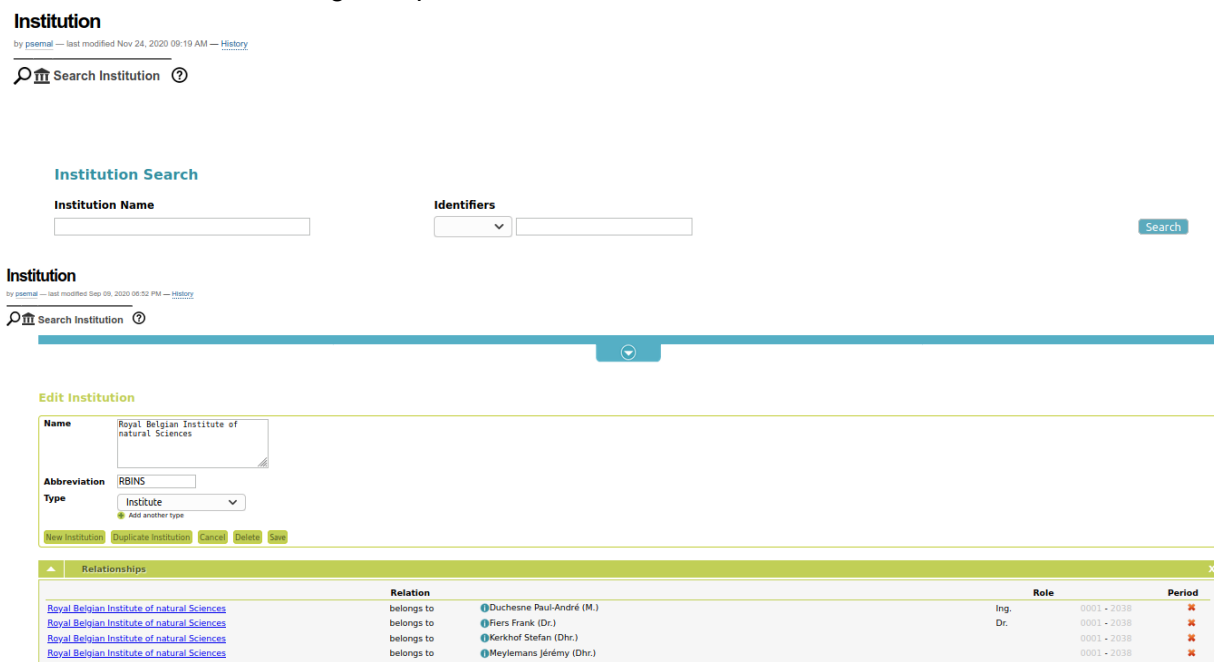 Institution
by psemal — last modified Nov 24, 2020 09:19 AM — History
Search Institution
Institution Search
Institution Name Identifiers
Search
Institution
by psemal — last modified Sep 09, 2020 06:52 PM — History
Search Institution
Edit Institution
Name Royal Belgian Institute of
natural Sciences
Abbreviation RBINS
Type Institute
Add another type
New Institution Duplicate Institution Cancel Delete Save
Relationships X
Relation Role Period
Royal Belgian Institute of natural Sciences belongs to Duchesne Paul-André (M.) Ing. 0001 - 2038
Royal Belgian Institute of natural Sciences belongs to Fiers Frank (Dr.) Dr. 0001 - 2038
Royal Belgian Institute of natural Sciences belongs to Kerkhof Stefan (Dhr.) 0001 - 2038
Royal Belgian Institute of natural Sciences belongs to Meylemans Jérémy (Dhr.) 0001 - 2038